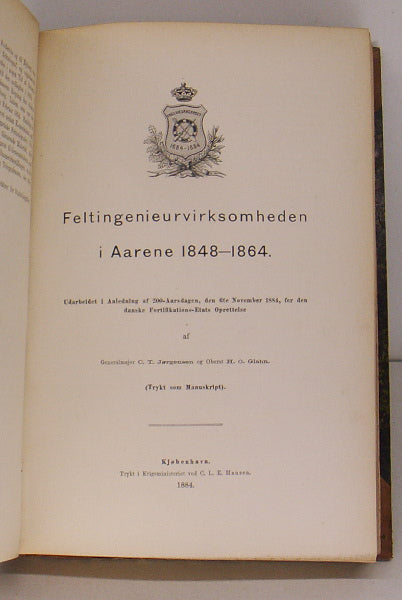 1684-1884
Feltingenieurvirksomheden
i Aarene 1848—1864.
Udarbeidet i Anledning af 200-Aarsdagen, den 6te November 1884, for den
danske Fortifikations-Etats Oprettelse
af
Generalmajor C. T. Jørgensen og Oberst H. G. Glahn.
(Trykt som Manuskript).
Kjøbenhavn.
Trykt i Krigsministeriet ved C. L. E. Hansen.
1884.